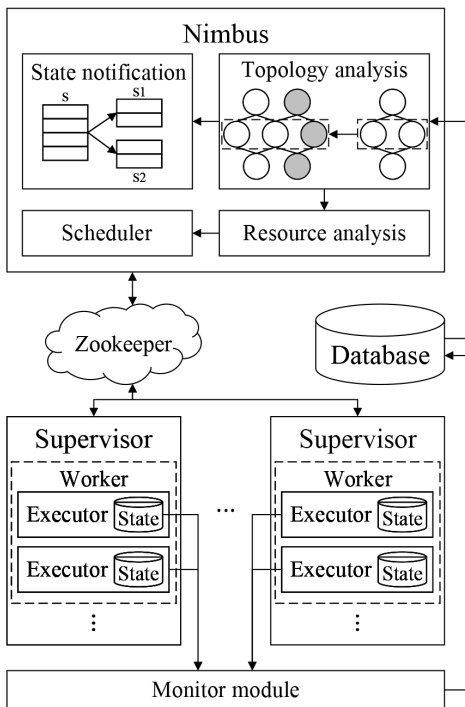 Nimbus
State notification
Topology analysis
s
s1
s2
Scheduler
Resource analysis
Zookeeper
Database
Supervisor
Supervisor
Worker
Worker
Executor
State
...
Executor
State
Executor
State
Executor
State
...
...
Monitor module